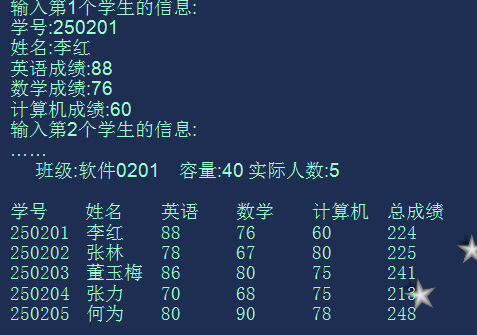 输入第1个学生的信息:
学号:250201
姓名:李红
英语成绩:88
数学成绩:76
计算机成绩:60
输入第2个学生的信息:
……
班级:软件0201 容量:40 实际人数:5
学号 姓名 英语 数学 计算机 总成绩
250201 李红 88 76 60 224
250202 张林 78 67 80 225
250203 董玉梅 86 80 75 241
250204 张力 70 68 75 213
250205 何为 80 90 78 248